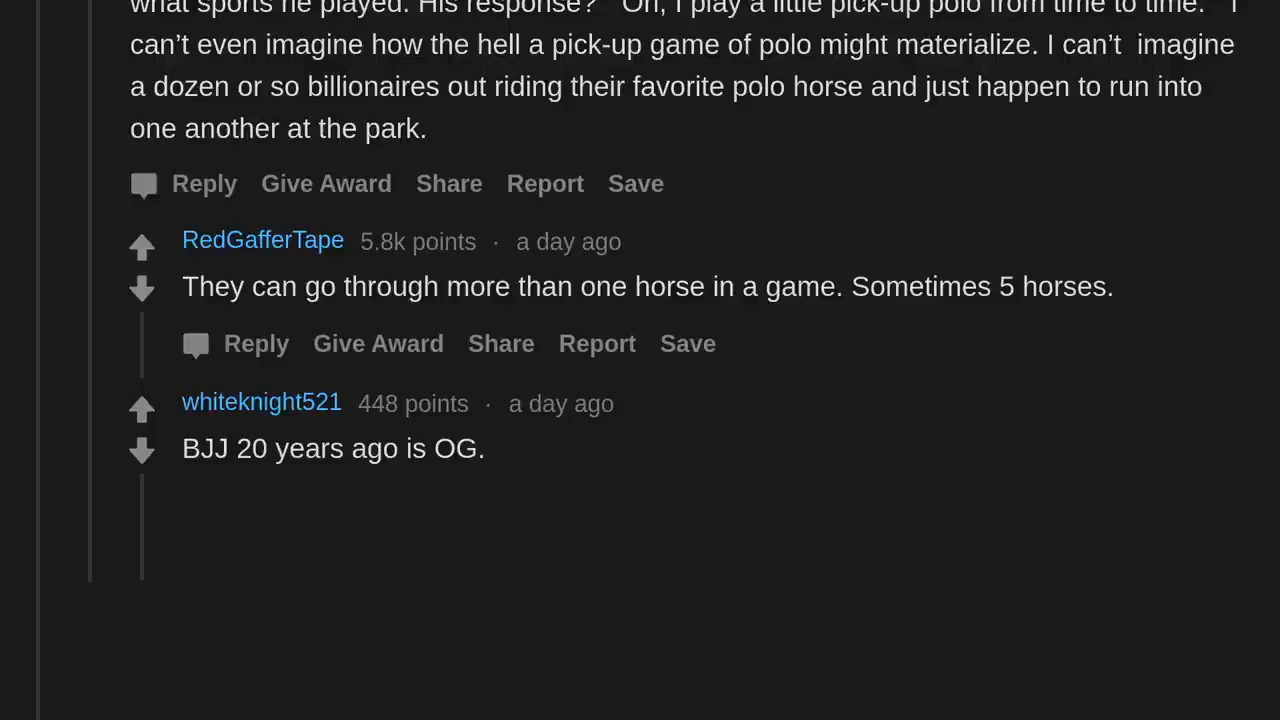 what sports he played. His response? "Oh, I play a little pick-up polo from time to time." I
can’t even imagine how the hell a pick-up game of polo might materialize. I can’t imagine
a dozen or so billionaires out riding their favorite polo horse and just happen to run into
one another at the park.
Reply Give Award Share Report Save
RedGafferTape 5.8k points · a day ago
They can go through more than one horse in a game. Sometimes 5 horses.
Reply Give Award Share Report Save
whiteknight521 448 points · a day ago
BJJ 20 years ago is OG.